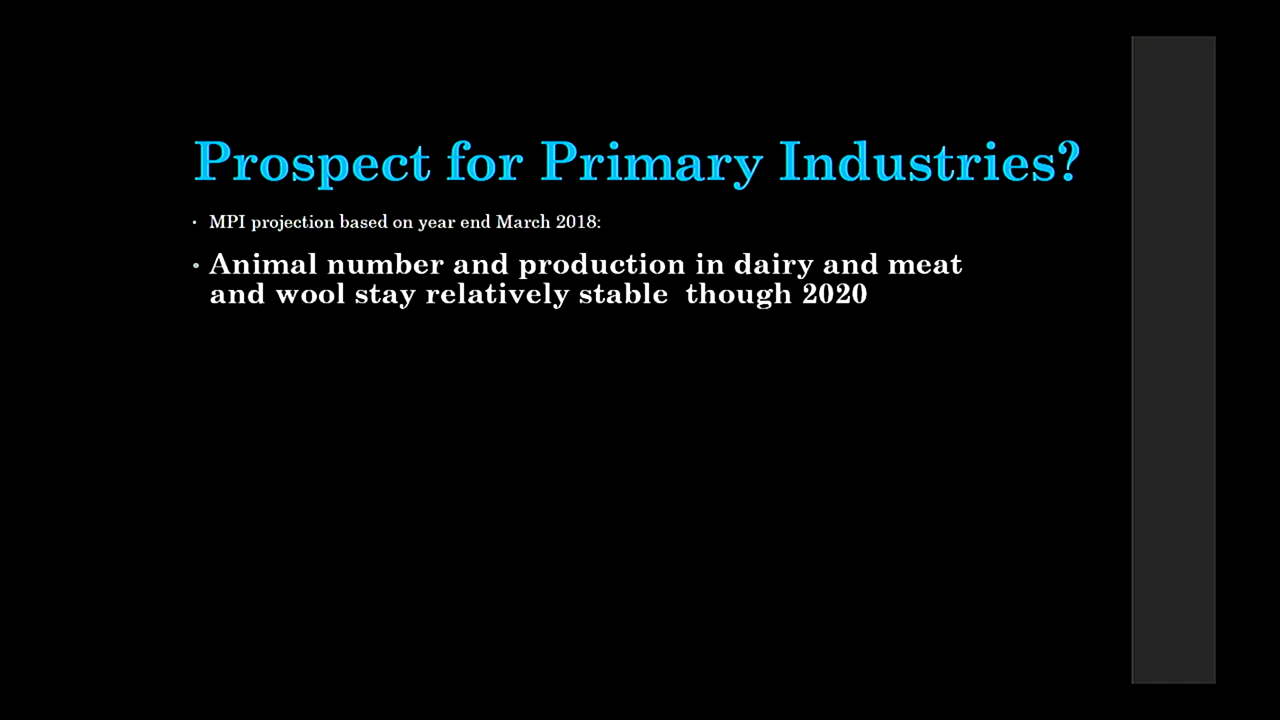 Prospect for Primary Industries?
• MPI projection based on year end March 2018:
• Animal number and production in dairy and meat
and wool stay relatively stable  though 2020